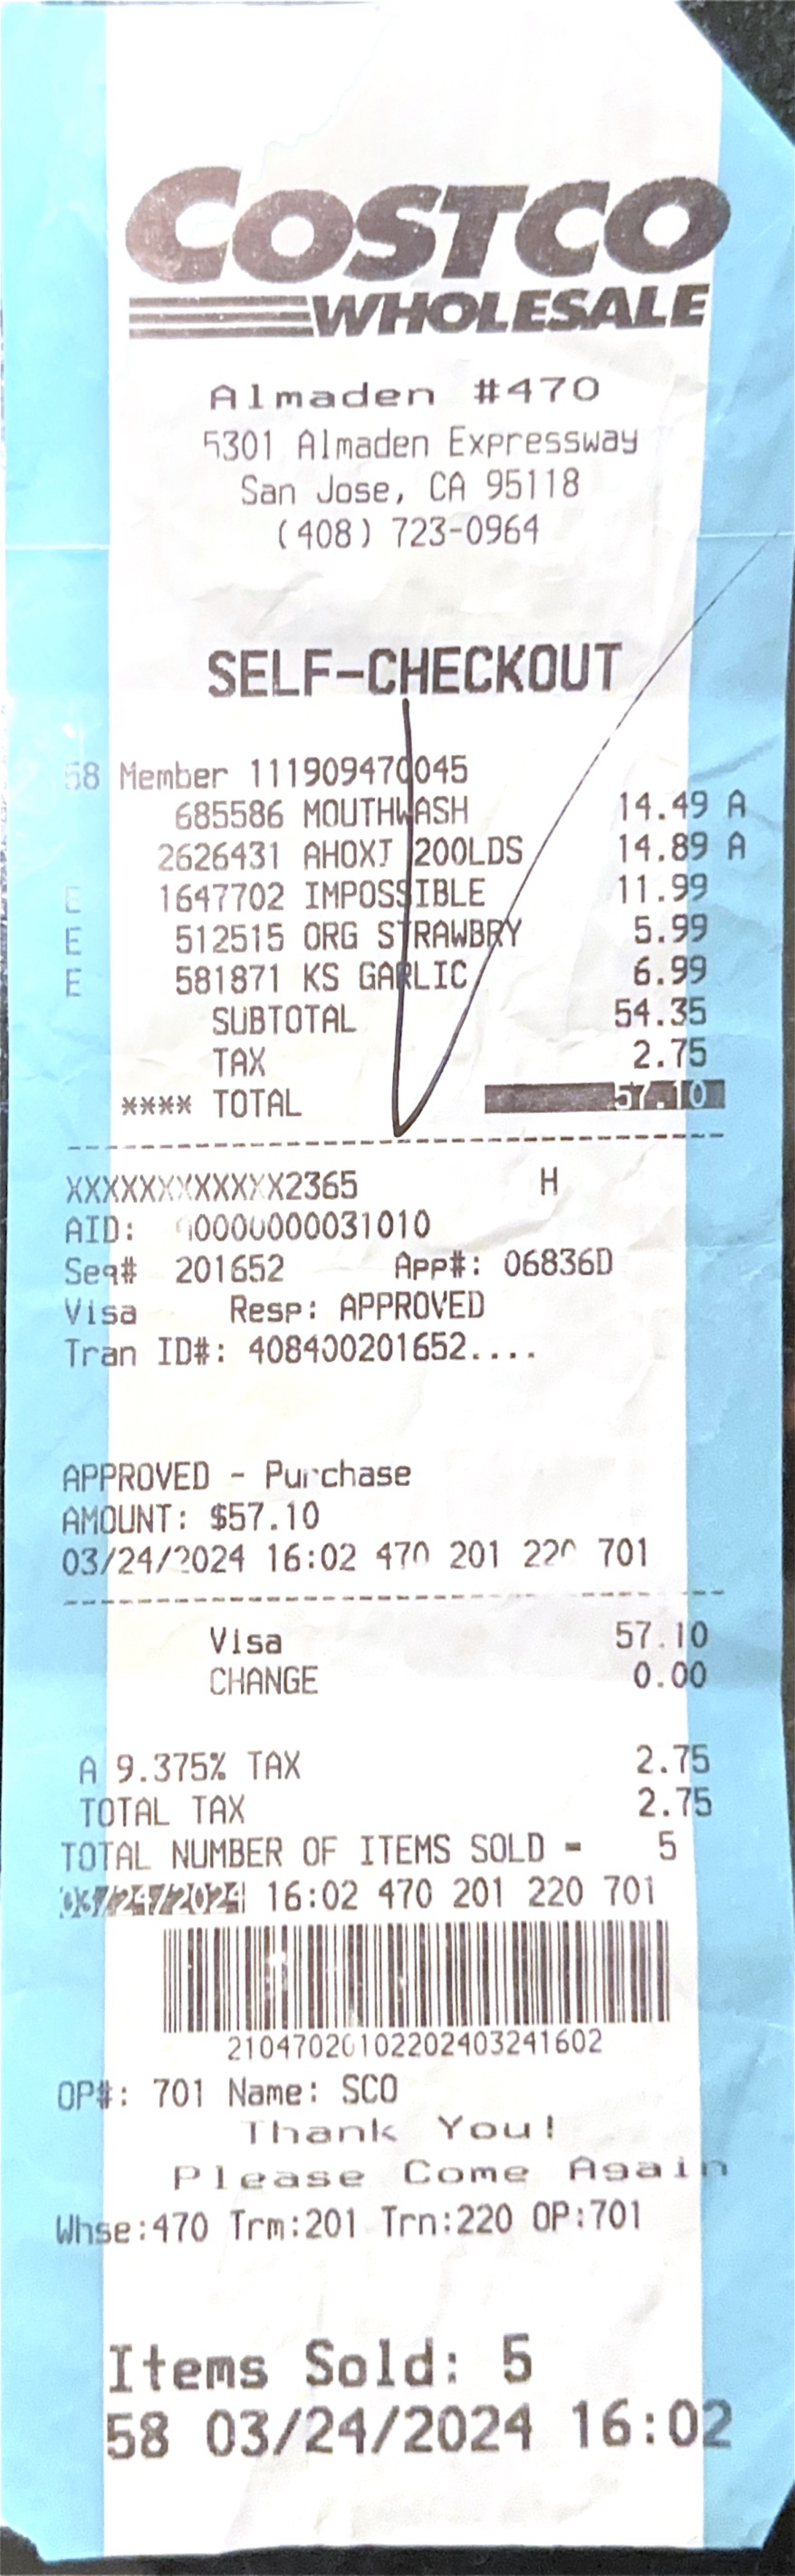 COSTCO
WHOLESALE
Almaden #470
5301 Almaden Expressway
San Jose, CA 95118
(408) 723-0964
SELF-CHECKOUT
58 Member 111909470045
685586 MOUTHWASH 14.49 A
2626431 AHOXI 200LDS 14.89 A
E 1647702 IMPOSSIBLE 11.99
E 512515 ORG STRAWBRY 5.99
E 581871 KS GARLIC 6.99
SUBTOTAL 54.35
TAX 2.75
**** TOTAL 57.10
XXXXXXXXXXXX2365 H
AID:
Seq# 201652 App#: 06836D
Visa Resp: APPROVED
Tran ID#: 408400201652....
APPROVED - Purchase
AMOUNT: $57.10
03/24/2024 16:02 470 201 220 701
Visa 57.10
CHANGE 0.00
A 9.375% TAX 2.75
TOTAL TAX 2.75
TOTAL NUMBER OF ITEMS SOLD = 5
03/24/2024 16:02 470 201 220 701
21047020102202403241602
OP#: 701 Name: SCO
Thank You!
Please Come Again
Whse:470 Trm:201 Trn:220 OP:701
Items Sold: 5
58 03/24/2024 16:02